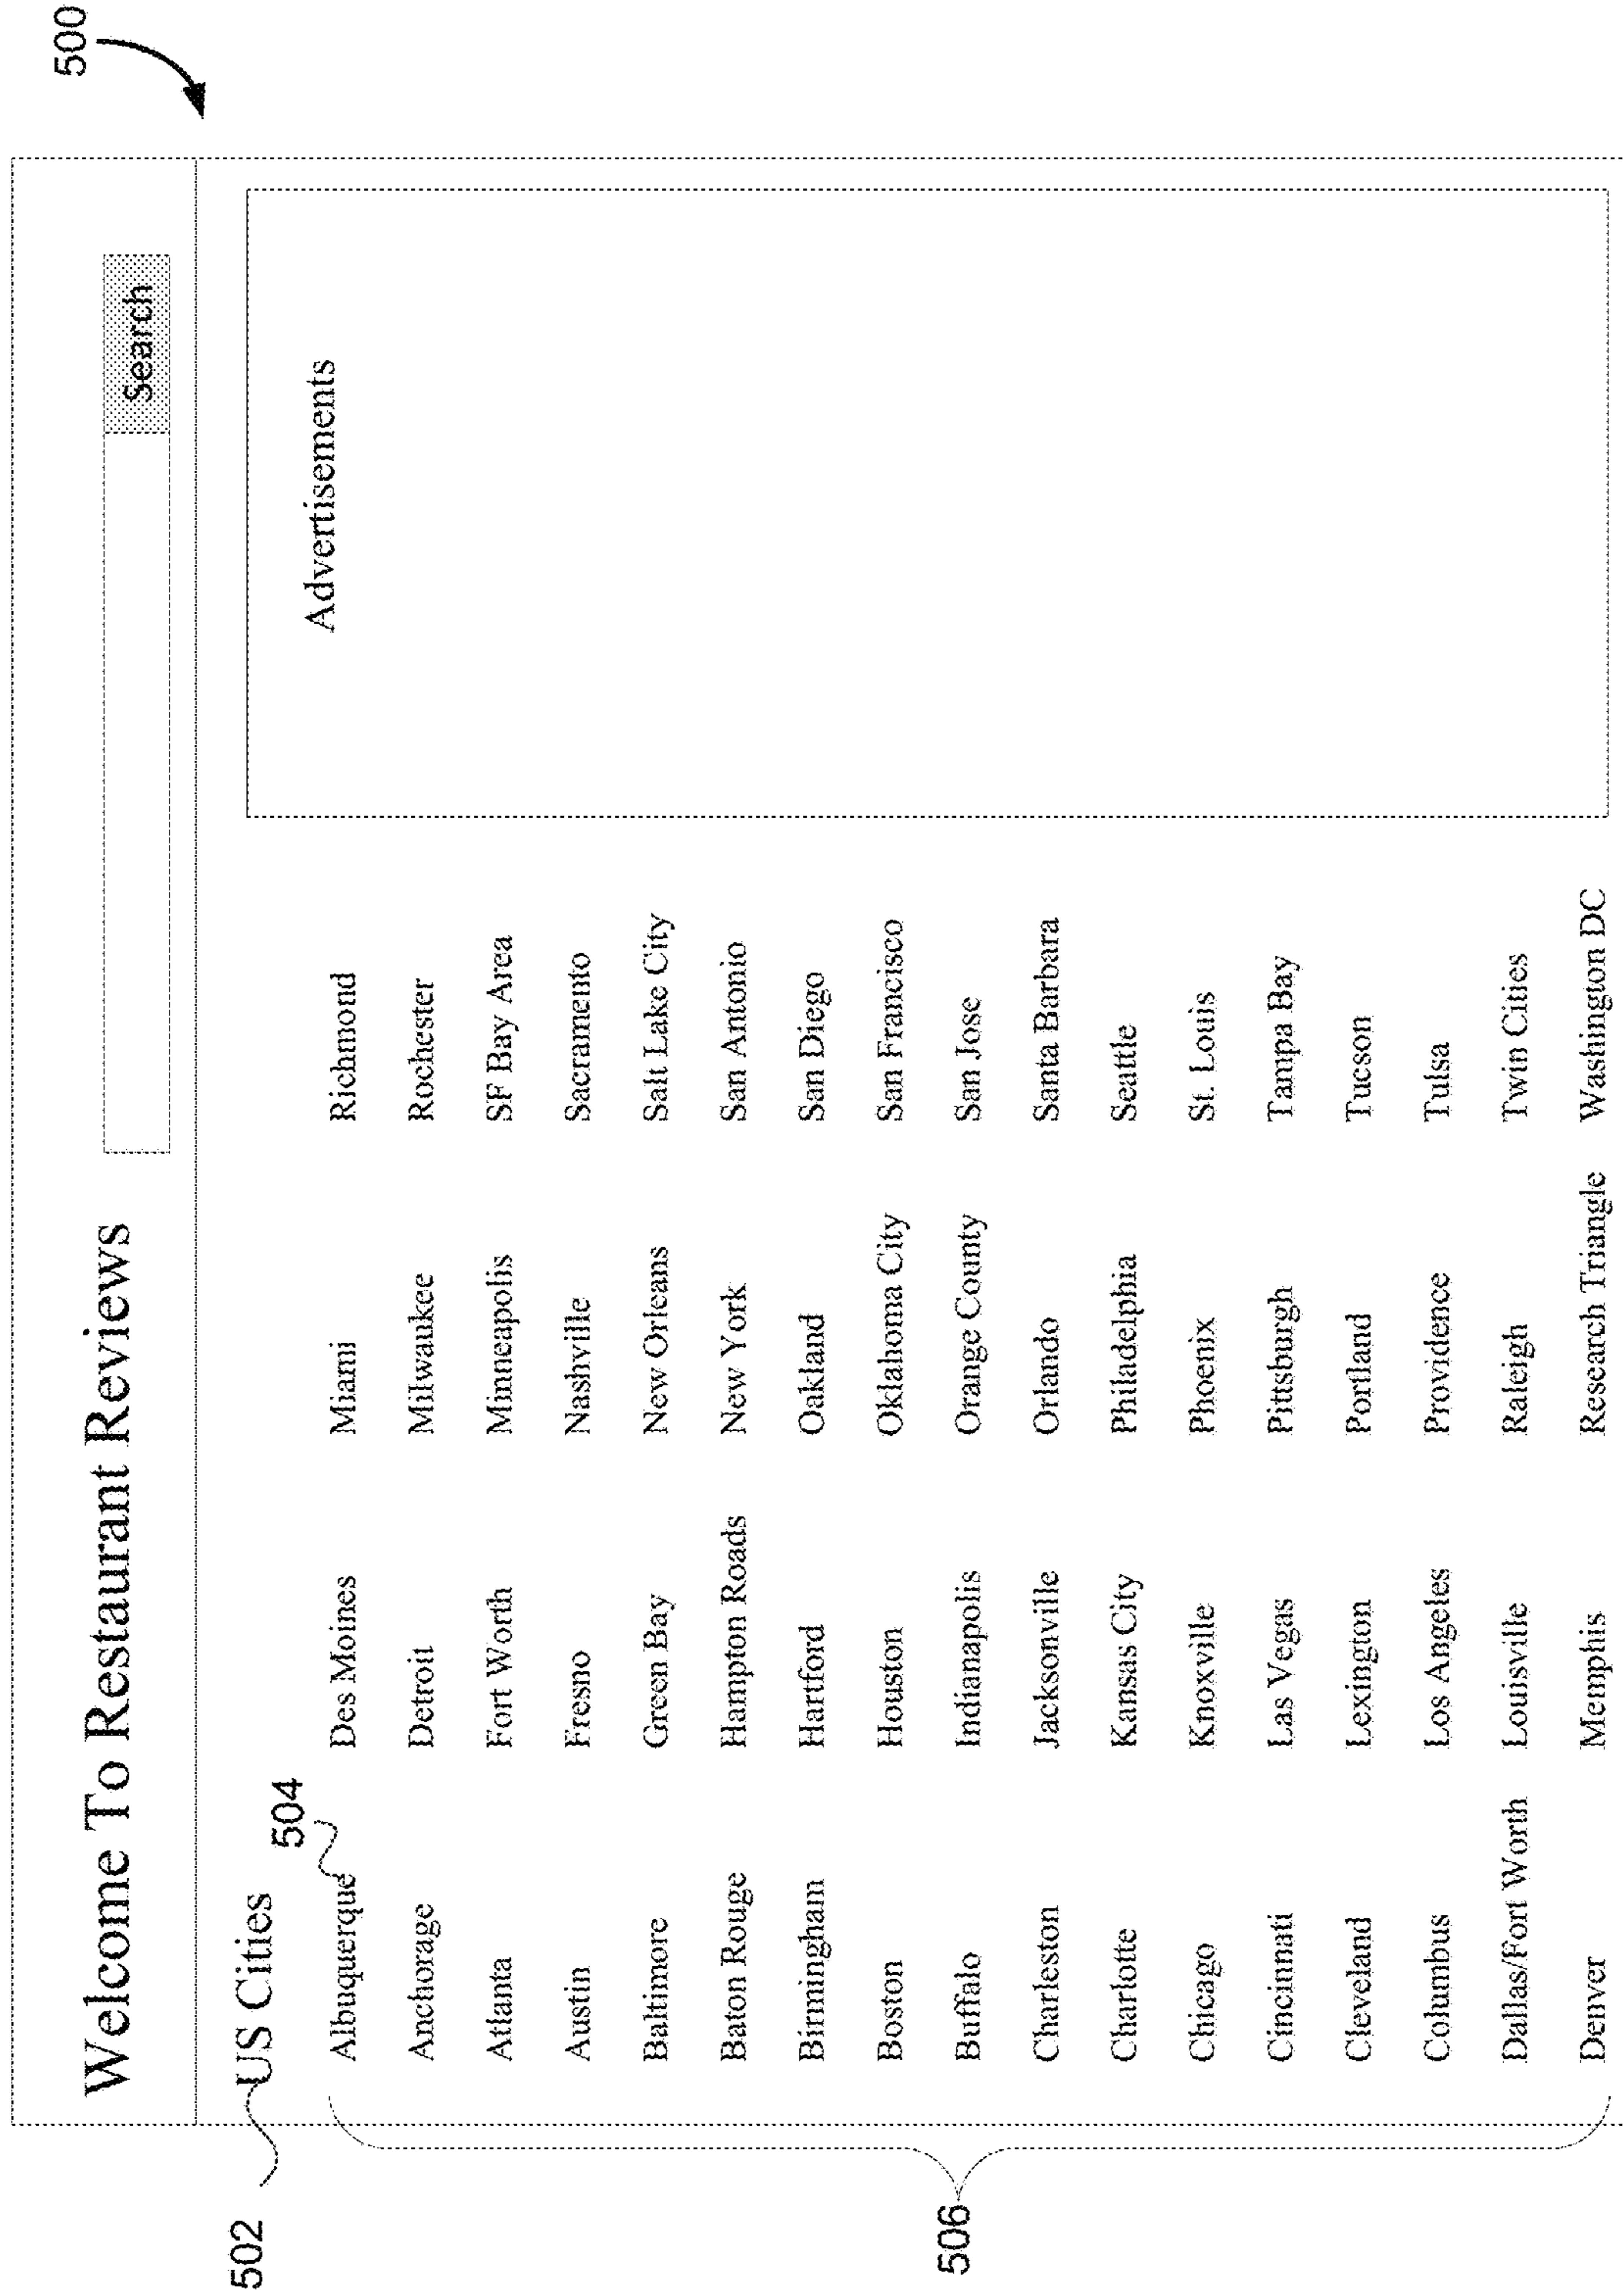 500
Welcome To Restaurant Reviews
Search
502
US Cities
504
Advertisements
506
Albuquerque Des Moines Miami Richmond
Anchorage Detroit Milwaukee Rochester
Atlanta Fort Worth Minneapolis SF Bay Area
Austin Fresno Nashville Sacramento
Baltimore Green Bay New Orleans Salt Lake City
Baton Rouge Hampton Roads New York San Antonio
Birmingham Hartford Oakland San Diego
Boston Houston Oklahoma City San Francisco
Buffalo Indianapolis Orange County San Jose
Charleston Jacksonville Orlando Santa Barbara
Charlotte Kansas City Philadelphia Seattle
Chicago Knoxville Phoenix St. Louis
Cincinnati Las Vegas Pittsburgh Tampa Bay
Cleveland Lexington Portland Tucson
Columbus Los Angeles Providence Tulsa
Dallas/Fort Worth Louisville Raleigh Twin Cities
Denver Memphis Research Triangle Washington DC